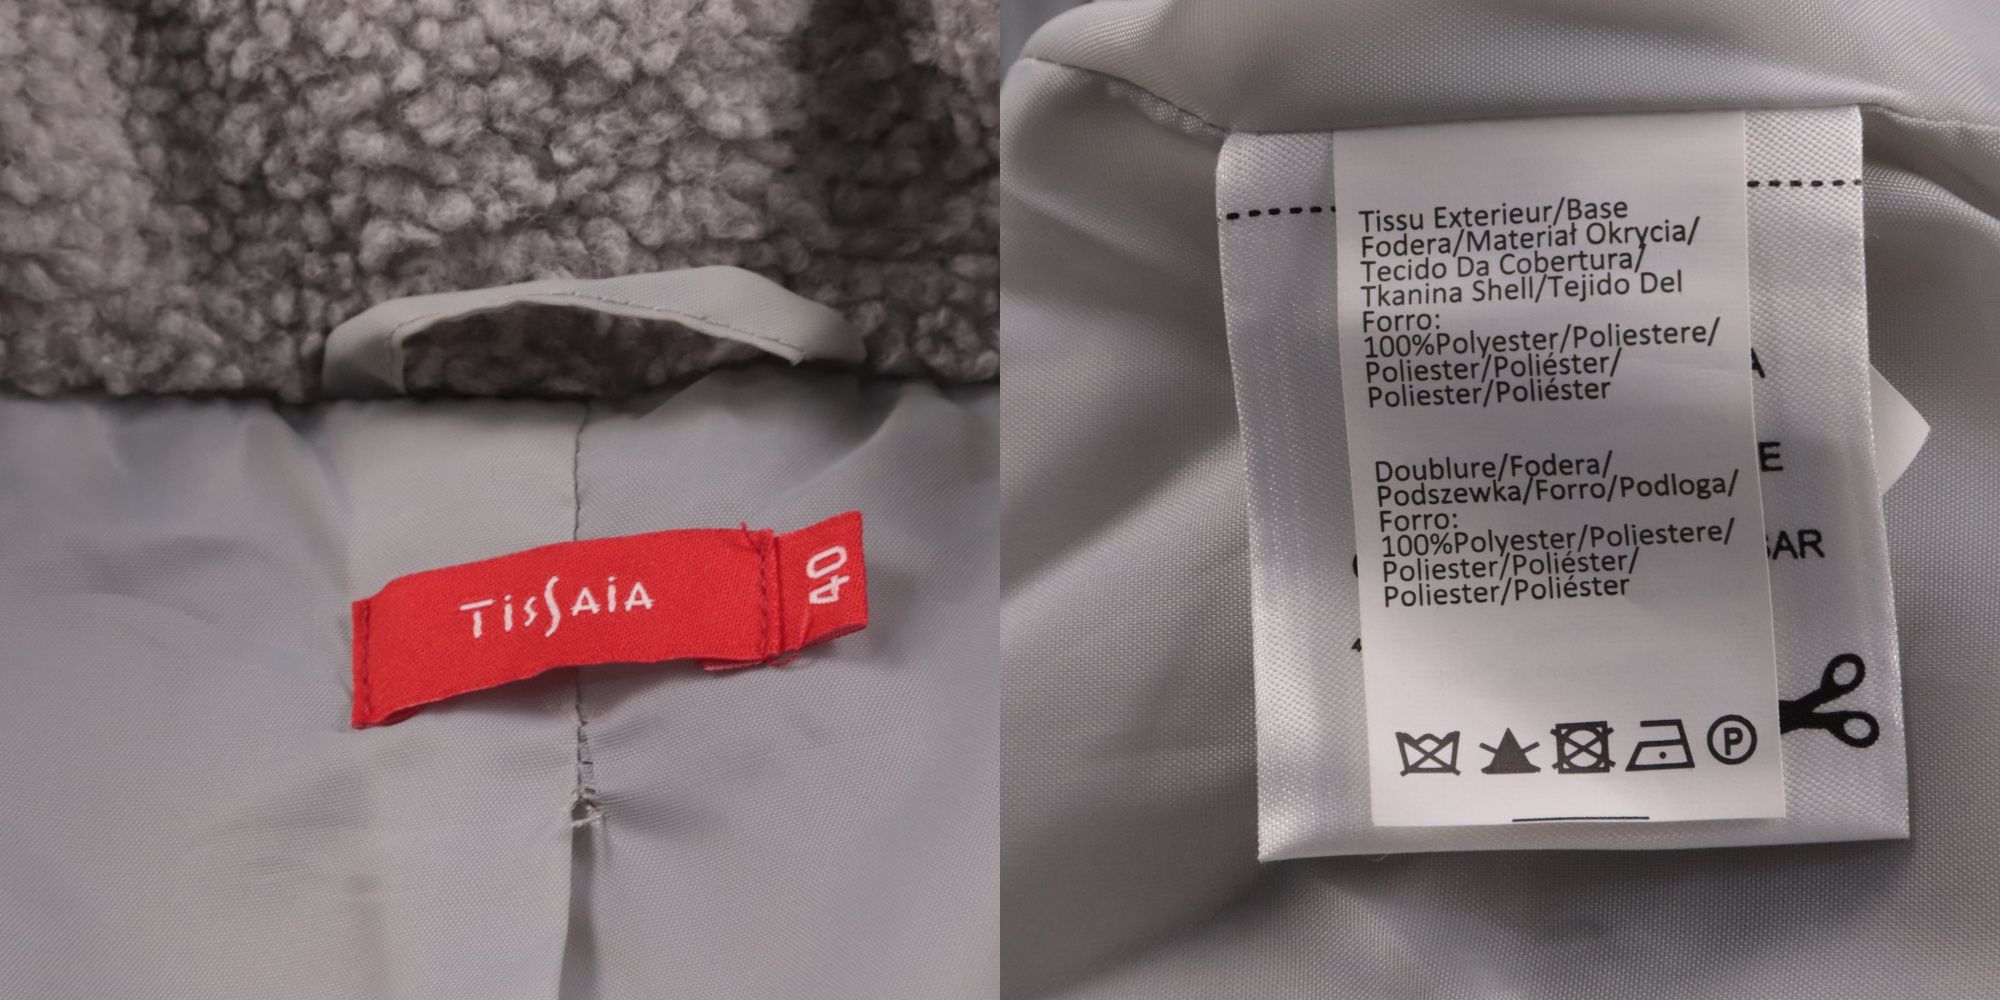 TissAiA
40
Tissu Exterieur/Base
Fodera/Materiał Okrycia/
Tecido Da Cobertura/
Tkanina Shell/Tejido Del
Forro:
100%Polyester/Poliestere/
Poliester/Poliéster/
Poliester/Poliéster
Doublure/Fodera/
Podszewka/Forro/Podloga/
Forro:
100%Polyester/Poliestere/
Poliester/Poliéster/
Poliester/Poliéster
P